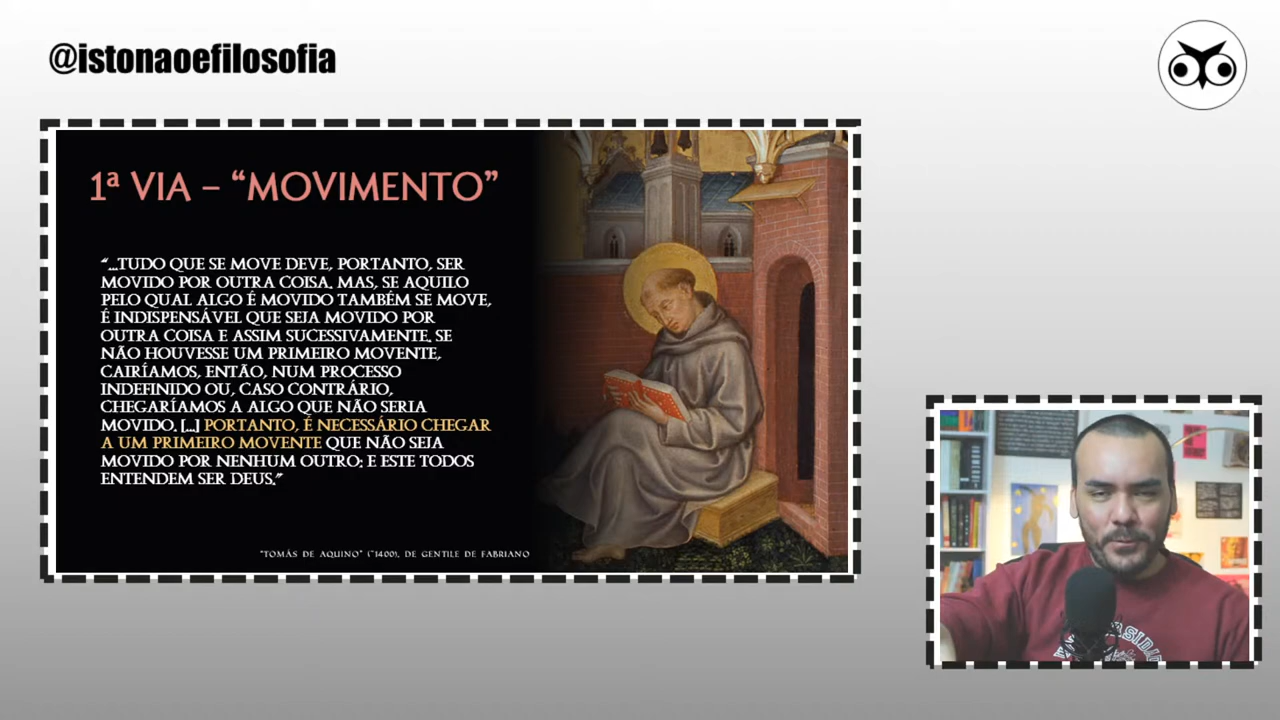 @istonaoefilosofia
1ª VIA – “MOVIMENTO”
“...TUDO QUE SE MOVE DEVE, PORTANTO, SER
MOVIDO POR OUTRA COISA. MAS, SE AQUILO
PELO QUAL ALGO É MOVIDO TAMBÉM SE MOVE,
É INDISPENSÁVEL QUE SEJA MOVIDO POR
OUTRA COISA E ASSIM SUCESSIVAMENTE. SE
NÃO HOUVESSE UM PRIMEIRO MOVENTE,
CAIRÍAMOS, ENTÃO, NUM PROCESSO
INDEFINIDO OU, CASO CONTRÁRIO,
CHEGARÍAMOS A ALGO QUE NÃO SERIA
MOVIDO. [...] PORTANTO, É NECESSÁRIO CHEGAR
A UM PRIMEIRO MOVENTE QUE NÃO SEJA
MOVIDO POR NENHUM OUTRO; E ESTE TODOS
ENTENDEM SER DEUS.”
"TOMÁS DE AQUINO" (~1400), DE GENTILE DE FABRIANO